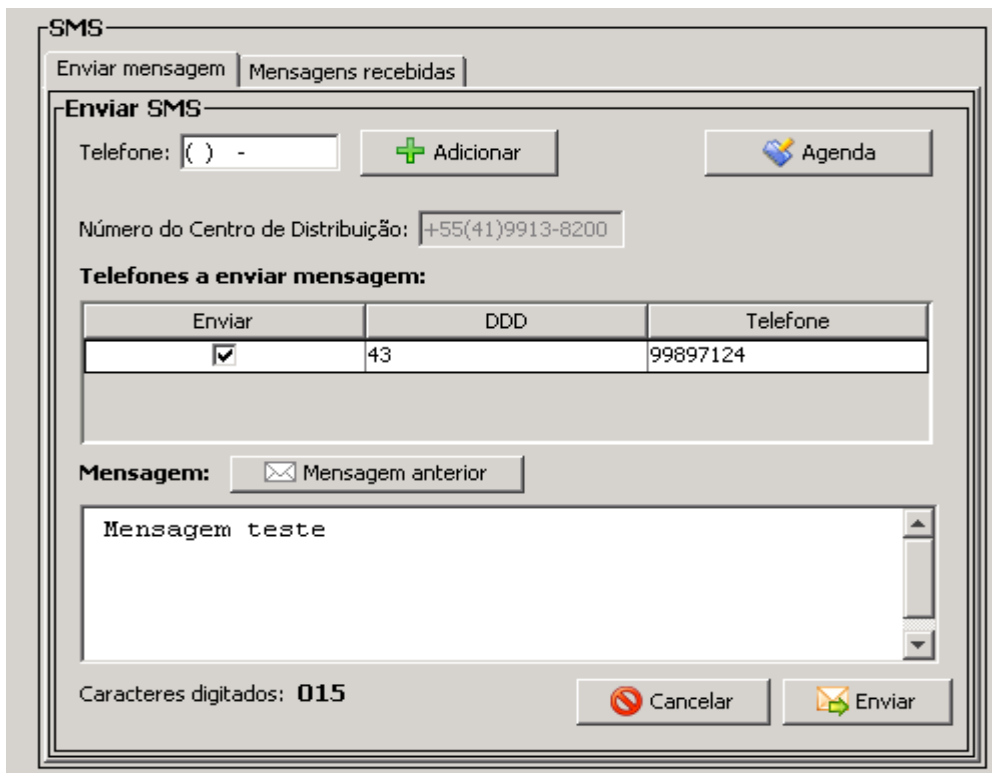 SMS
Enviar mensagem Mensagens recebidas
Enviar SMS
Telefone: ( ) - Adicionar Agenda
Número do Centro de Distribuição: +55(41)9913-8200
Telefones a enviar mensagem:
Enviar DDD Telefone
43 99897124
Mensagem: Mensagem anterior
Mensagem teste
Caracteres digitados: 015 Cancelar Enviar